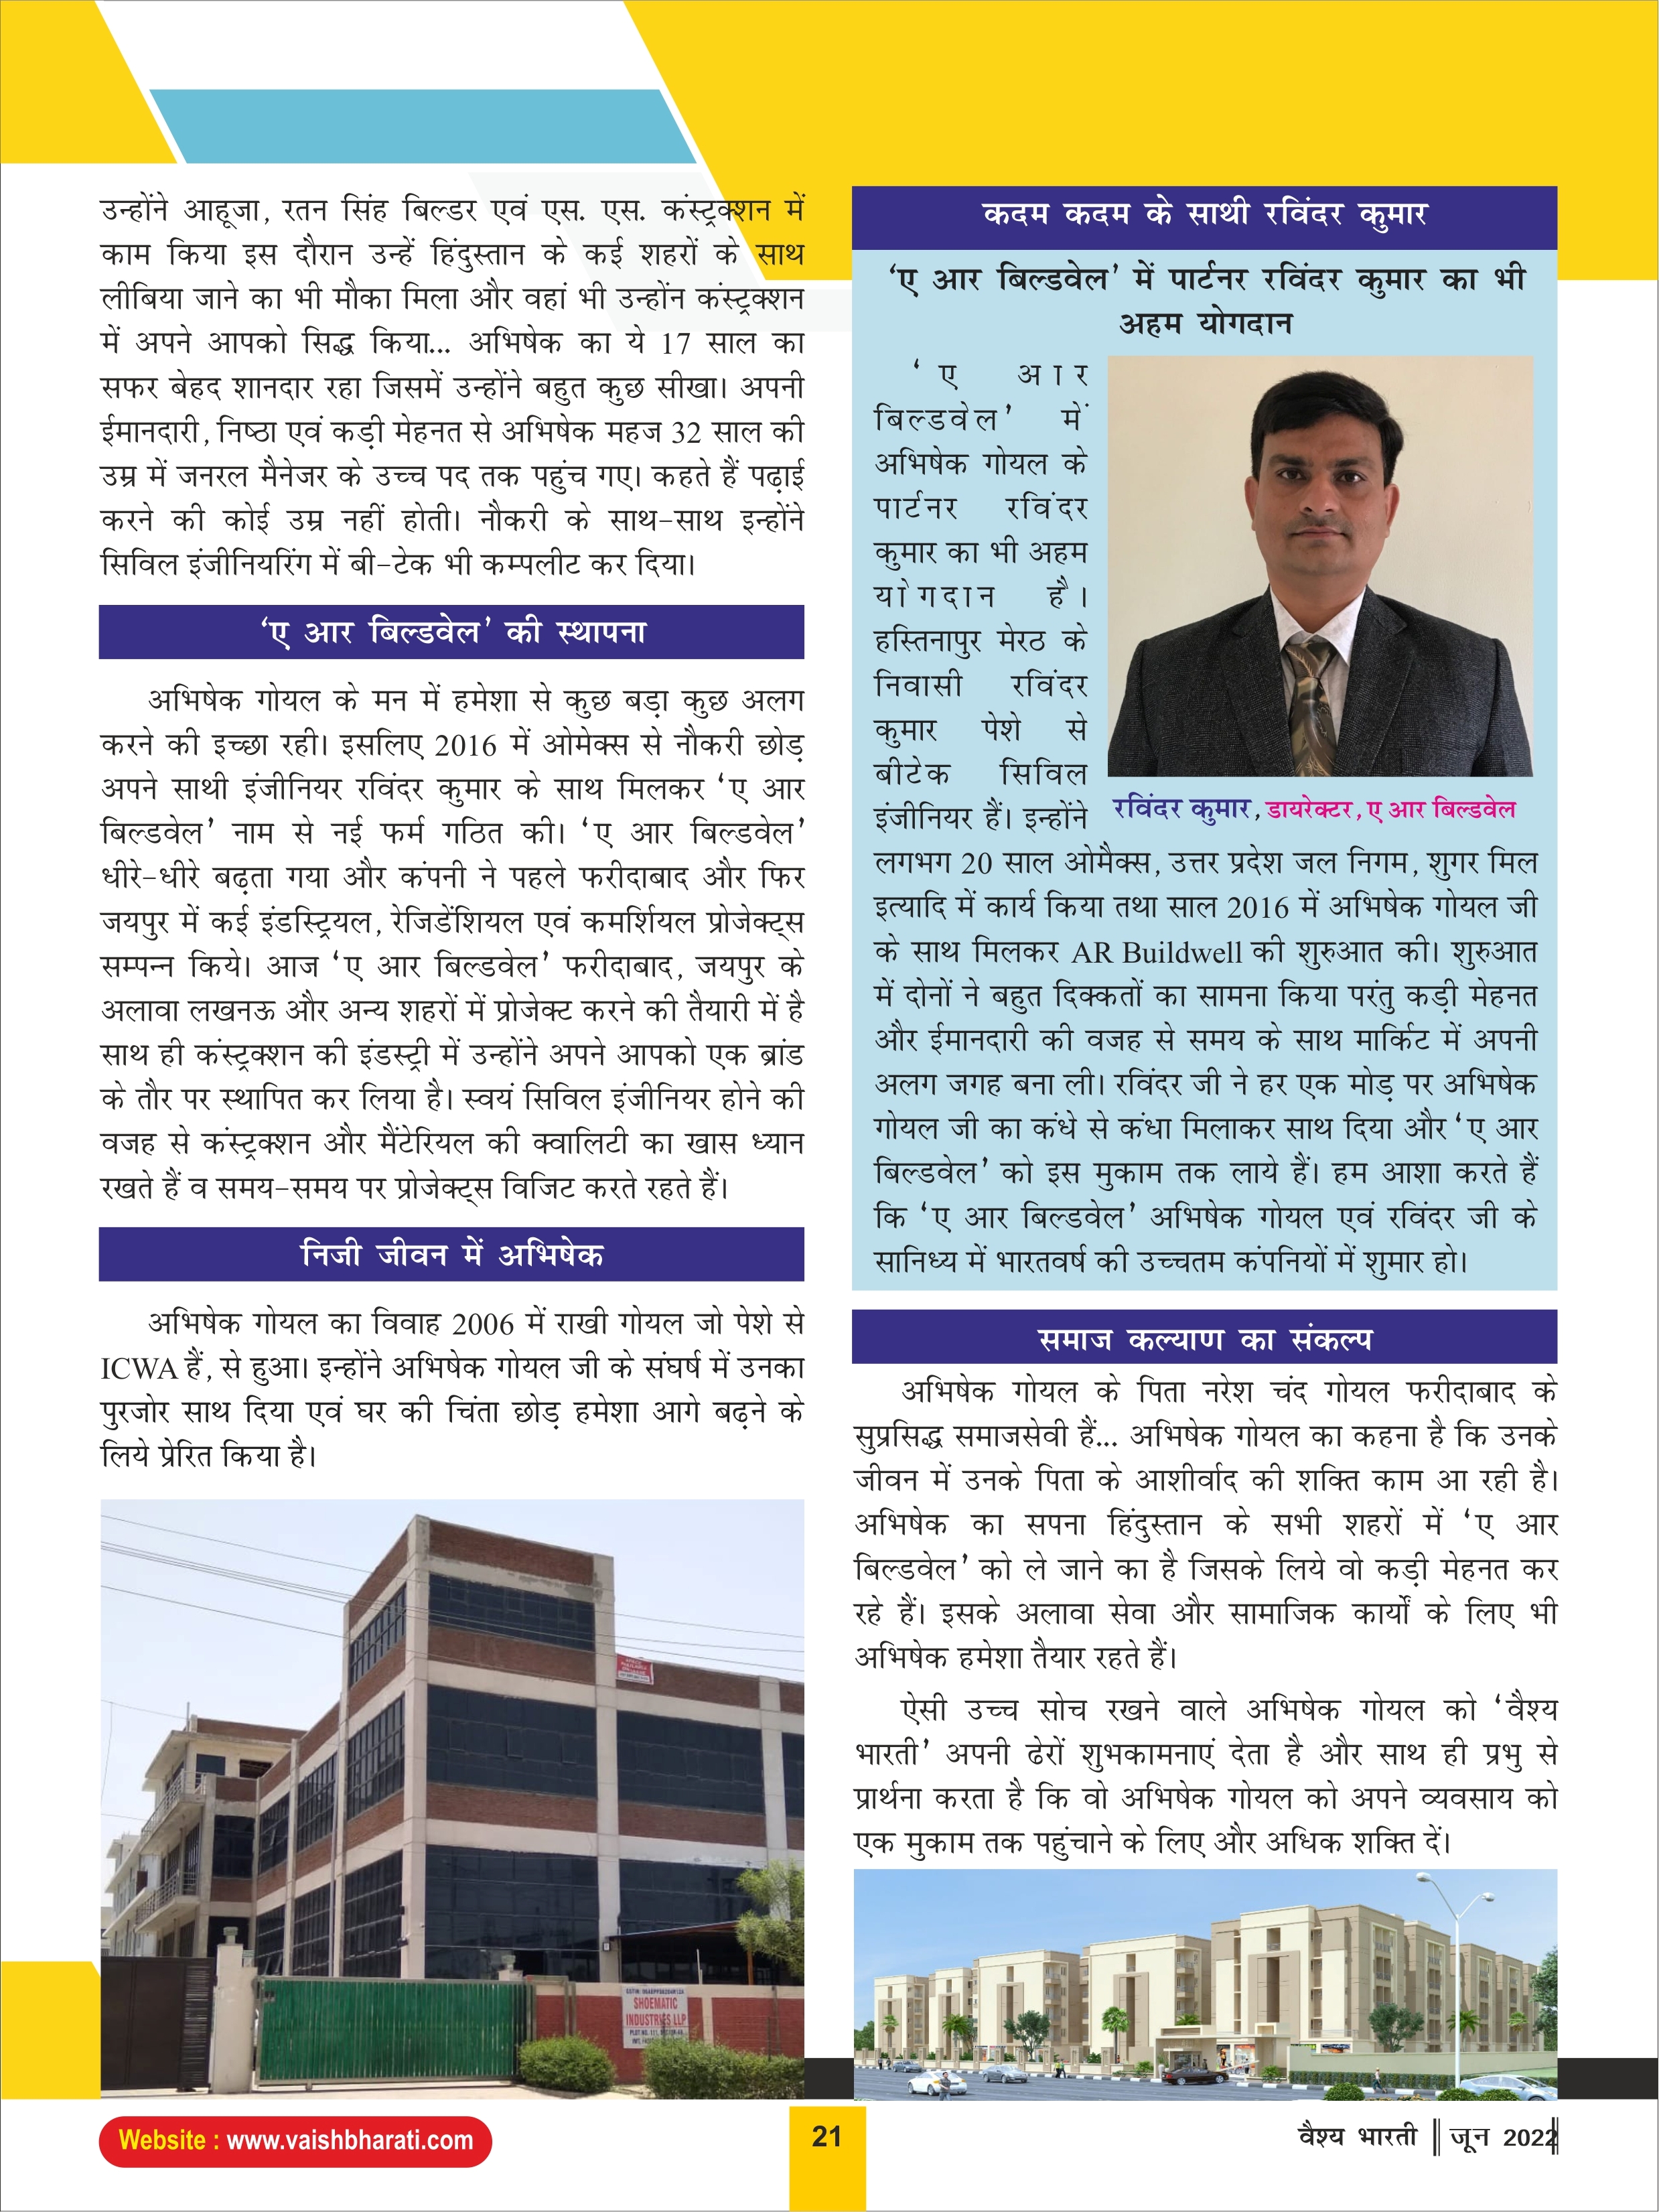 उन्होंने आहूजा, रतन सिंह बिल्डर एवं एस. एस. कंस्ट्रक्शन में
काम किया इस दौरान उन्हें हिंदुस्तान के कई शहरों के साथ
लीबिया जाने का भी मौका मिला और वहां भी उन्होंन कंस्ट्रक्शन
में अपने आपको सिद्ध किया... अभिषेक का ये 17 साल का
सफर बेहद शानदार रहा जिसमें उन्होंने बहुत कुछ सीखा। अपनी
ईमानदारी, निष्ठा एवं कड़ी मेहनत से अभिषेक महज 32 साल की
उम्र में जनरल मैनेजर के उच्च पद तक पहुंच गए। कहते हैं पढ़ाई
करने की कोई उम्र नहीं होती। नौकरी के साथ-साथ इन्होंने
सिविल इंजीनियरिंग में बी-टेक भी कम्पलीट कर दिया।
‘ए आर बिल्डवेल’ की स्थापना
अभिषेक गोयल के मन में हमेशा से कुछ बड़ा कुछ अलग
करने की इच्छा रही। इसलिए 2016 में ओमेक्स से नौकरी छोड़
अपने साथी इंजीनियर रविंदर कुमार के साथ मिलकर ‘ए आर
बिल्डवेल’ नाम से नई फर्म गठित की। ‘ए आर बिल्डवेल’
धीरे-धीरे बढ़ता गया और कंपनी ने पहले फरीदाबाद और फिर
जयपुर में कई इंडस्ट्रियल, रेजिडेंशियल एवं कमर्शियल प्रोजेक्ट्स
सम्पन्न किये। आज ‘ए आर बिल्डवेल’ फरीदाबाद, जयपुर के
अलावा लखनऊ और अन्य शहरों में प्रोजेक्ट करने की तैयारी में है
साथ ही कंस्ट्रक्शन की इंडस्ट्री में उन्होंने अपने आपको एक ब्रांड
के तौर पर स्थापित कर लिया है। स्वयं सिविल इंजीनियर होने की
वजह से कंस्ट्रक्शन और मैंटेरियल की क्वालिटी का खास ध्यान
रखते हैं व समय-समय पर प्रोजेक्ट्स विजिट करते रहते हैं।
निजी जीवन में अभिषेक
अभिषेक गोयल का विवाह 2006 में राखी गोयल जो पेशे से
ICWA हैं, से हुआ। इन्होंने अभिषेक गोयल जी के संघर्ष में उनका
पुरजोर साथ दिया एवं घर की चिंता छोड़ हमेशा आगे बढ़ने के
लिये प्रेरित किया है।
SHOEMATIC
INDUSTRIES LLP
कदम कदम के साथी रविंदर कुमार
‘ए आर बिल्डवेल’ में पार्टनर रविंदर कुमार का भी
अहम योगदान
‘ए आर
बिल्डवेल’ में
अभिषेक गोयल के
पार्टनर रविंदर
कुमार का भी अहम
योगदान है।
हस्तिनापुर मेरठ के
निवासी रविंदर
कुमार पेशे से
बीटेक सिविल
इंजीनियर हैं। इन्होंने
रविंदर कुमार, डायरेक्टर, ए आर बिल्डवेल
लगभग 20 साल ओमैक्स, उत्तर प्रदेश जल निगम, शुगर मिल
इत्यादि में कार्य किया तथा साल 2016 में अभिषेक गोयल जी
के साथ मिलकर AR Buildwell की शुरुआत की। शुरुआत
में दोनों ने बहुत दिक्कतों का सामना किया परंतु कड़ी मेहनत
और ईमानदारी की वजह से समय के साथ मार्किट में अपनी
अलग जगह बना ली। रविंदर जी ने हर एक मोड़ पर अभिषेक
गोयल जी का कंधे से कंधा मिलाकर साथ दिया और ‘ए आर
बिल्डवेल’ को इस मुकाम तक लाये हैं। हम आशा करते हैं
कि ‘ए आर बिल्डवेल’ अभिषेक गोयल एवं रविंदर जी के
सानिध्य में भारतवर्ष की उच्चतम कंपनियों में शुमार हो।
समाज कल्याण का संकल्प
अभिषेक गोयल के पिता नरेश चंद गोयल फरीदाबाद के
सुप्रसिद्ध समाजसेवी हैं... अभिषेक गोयल का कहना है कि उनके
जीवन में उनके पिता के आशीर्वाद की शक्ति काम आ रही है।
अभिषेक का सपना हिंदुस्तान के सभी शहरों में ‘ए आर
बिल्डवेल’ को ले जाने का है जिसके लिये वो कड़ी मेहनत कर
रहे हैं। इसके अलावा सेवा और सामाजिक कार्यों के लिए भी
अभिषेक हमेशा तैयार रहते हैं।
ऐसी उच्च सोच रखने वाले अभिषेक गोयल को ‘वैश्य
भारती’ अपनी ढेरों शुभकामनाएं देता है और साथ ही प्रभु से
प्रार्थना करता है कि वो अभिषेक गोयल को अपने व्यवसाय को
एक मुकाम तक पहुंचाने के लिए और अधिक शक्ति दें।
Website : www.vaishbharati.com
21
वैश्य भारती || जून 2022